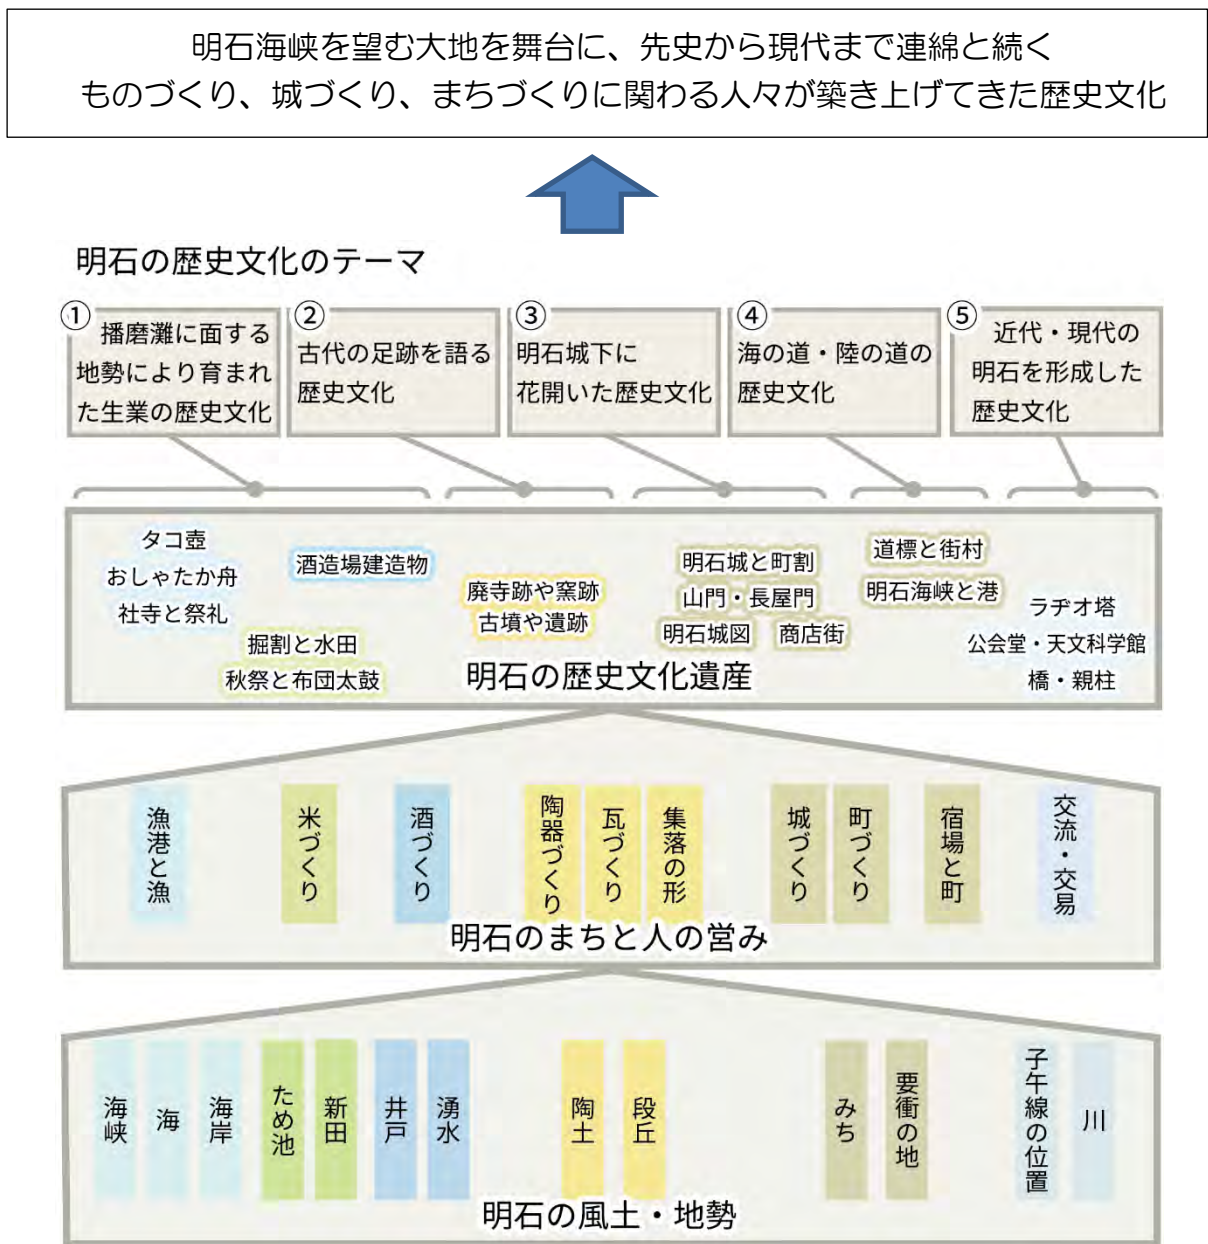 明石海峡を望む大地を舞台に、先史から現代まで連綿と続く
ものづくり、城づくり、まちづくりに関わる人々が築き上げてきた歴史文化
明石の歴史文化のテーマ
①
播磨灘に面する
地勢により育まれ
た生業の歴史文化
②
古代の足跡を語る
歴史文化
③
明石城下に
花開いた歴史文化
④
海の道・陸の道の
歴史文化
⑤
近代・現代の
明石を形成した
歴史文化
タコ壺
おしゃたか舟
社寺と祭礼
酒造場建造物
掘割と水田
秋祭と布団太鼓
廃寺跡や窯跡
古墳や遺跡
明石城と町割
山門・長屋門
明石城図
商店街
道標と街村
明石海峡と港
ラヂオ塔
公会堂・天文科学館
橋・親柱
明石の歴史文化遺産
漁港と漁
米づくり
酒づくり
陶器づくり
瓦づくり
集落の形
城づくり
町づくり
宿場と町
交流・交易
明石のまちと人の営み
海峡
海
海岸
ため池
新田
井戸
湧水
陶土
段丘
みち
要衝の地
子午線の位置
川
明石の風土・地勢